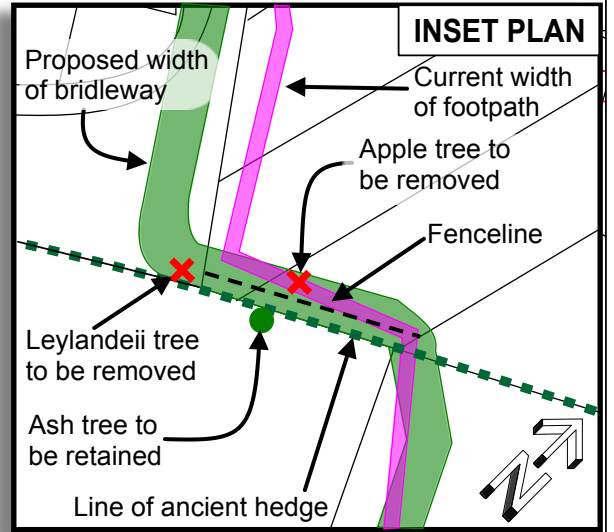 INSET PLAN
Proposed width
of bridleway
Current width
of footpath
Apple tree to
be removed
Fenceline
Leylandeii tree
to be removed
Ash tree to
be retained
Line of ancient hedge
N